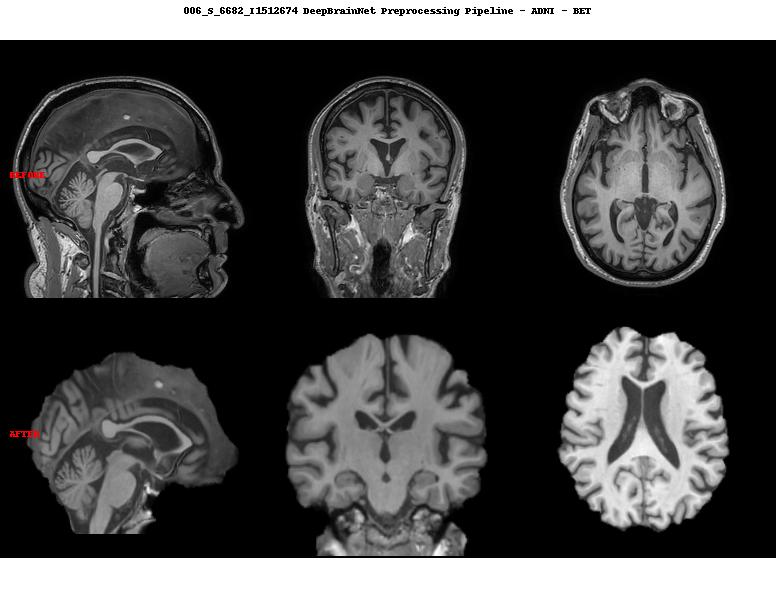 006_S_6682_I1512674 DeepBrainNet Preprocessing Pipeline - ADNI - BET
BEFORE
AFTER